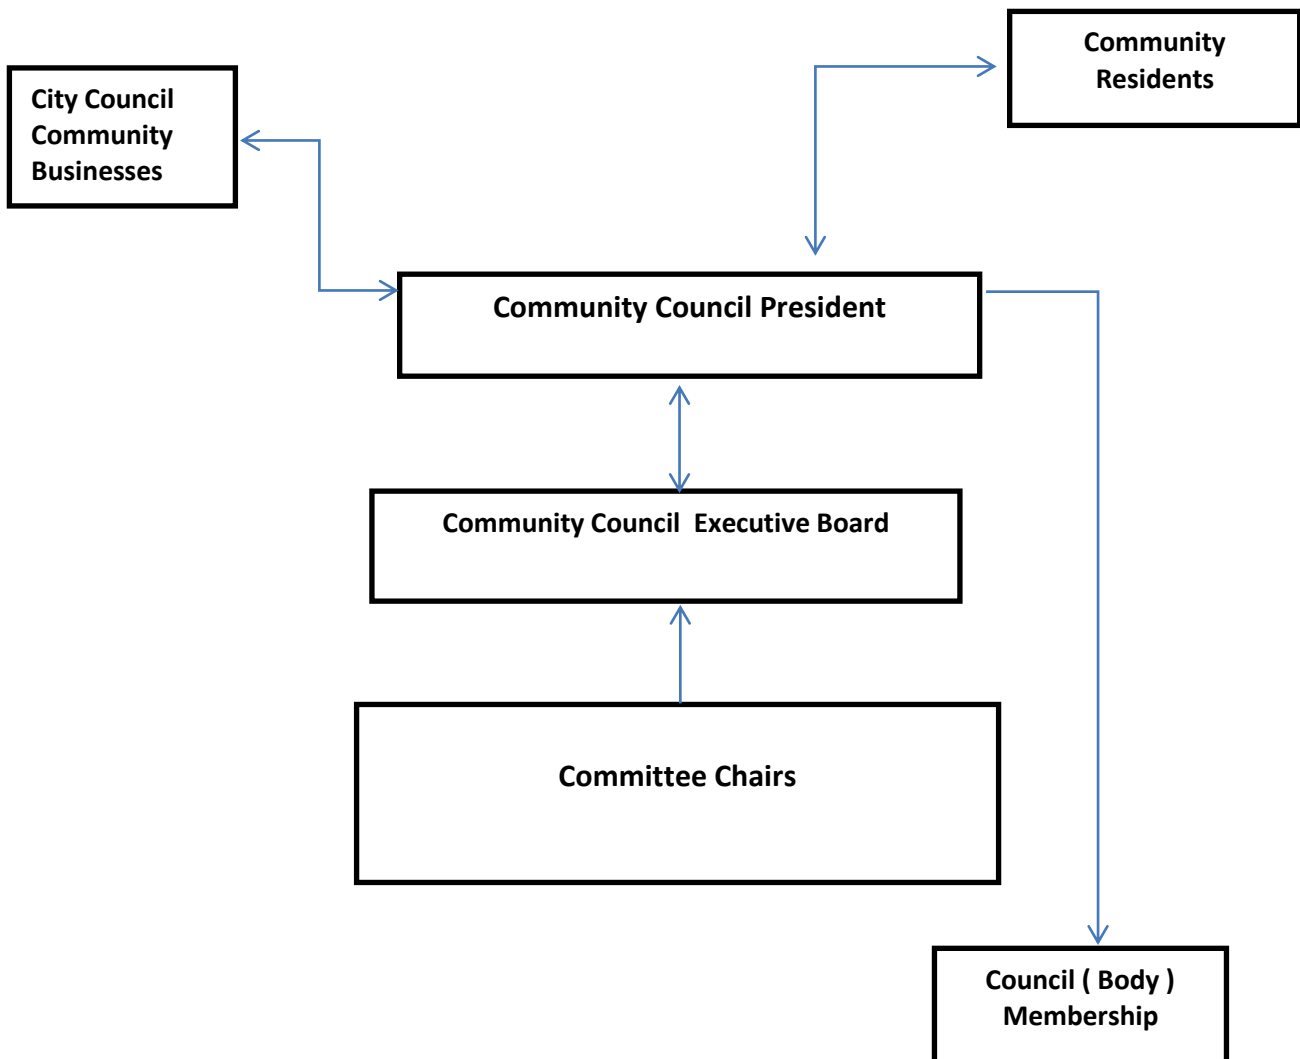 Community
Residents
City Council
Community
Businesses
Community Council President
Community Council  Executive Board
Committee Chairs
Council ( Body )
Membership